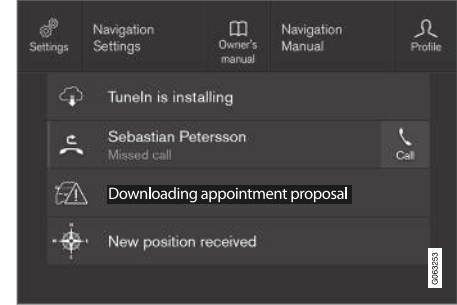 Settings
Navigation
Settings
Owner's
manual
Navigation
Manual
Profile
TuneIn is installing
Sebastian Petersson
Missed call
Call
Downloading appointment proposal
New position received
G063253